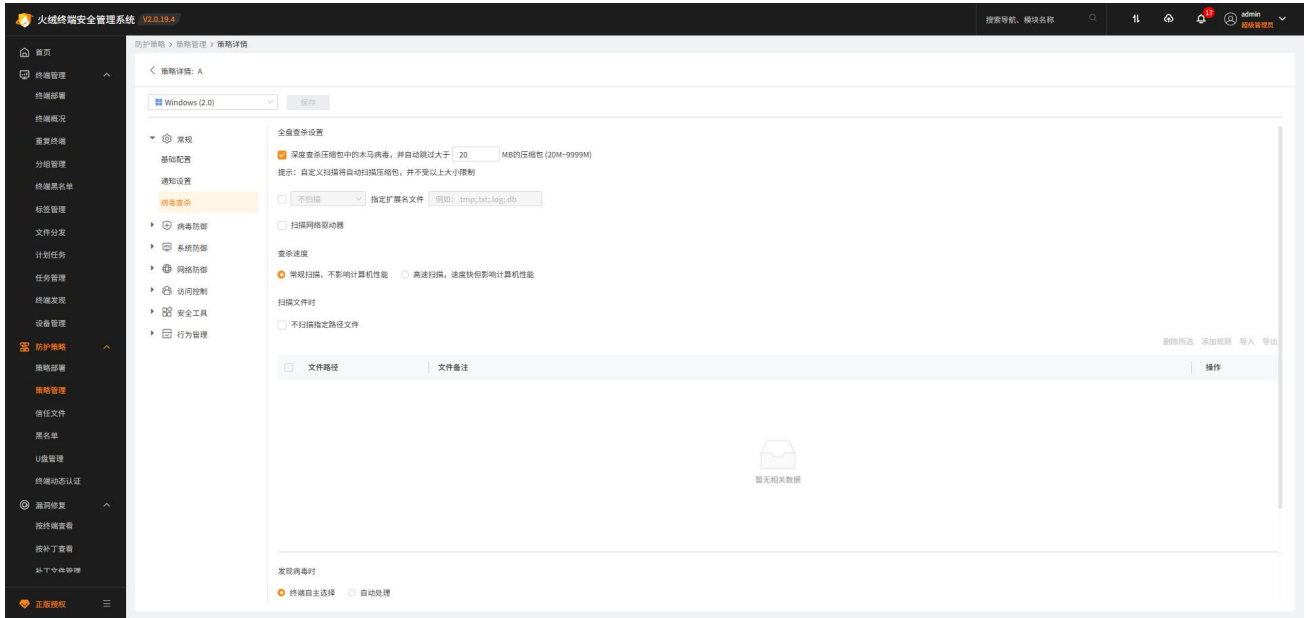 火绒终端安全管理系统 V2.0.19.4
搜索导航、模块名称
17
admin
超级管理员
首页
终端管理
终端部署
终端概况
重复终端
分组管理
终端黑名单
标签管理
文件分发
计划任务
任务管理
终端发现
设备管理
防护策略
策略部署
策略管理
信任文件
黑名单
U盘管理
终端动态认证
漏洞修复
按终端查看
按补丁查看
补丁文件管理
正版授权
防护策略 > 策略管理 > 策略详情
策略详情: A
Windows (2.0)
保存
常规
基础配置
通知设置
病毒查杀
病毒防御
系统防御
网络防御
访问控制
安全工具
行为管理
全盘查杀设置
深度查杀压缩包中的木马病毒，并自动跳过大于 20 MB的压缩包 (20M~9999M)
提示：自定义扫描将自动扫描压缩包，并不受以上大小限制
不扫描 指定扩展名文件 例如：.tmp;.txt;.log;.db
扫描网络驱动器
查杀速度
常规扫描，不影响计算机性能 高速扫描，速度快但影响计算机性能
扫描文件时
不扫描指定路径文件
删除所选 添加规则 导入 导出
文件路径 文件备注 操作
暂无相关数据
发现病毒时
终端自主选择 自动处理